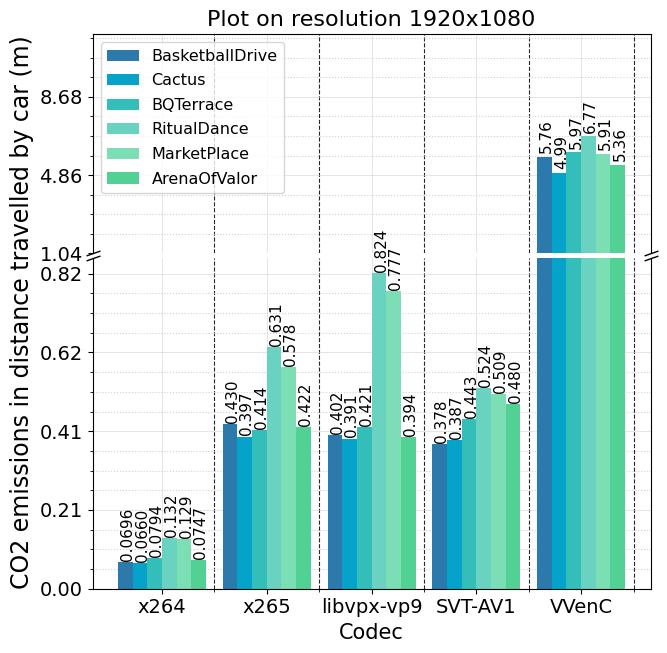 Plot on resolution 1920x1080
CO2 emissions in distance travelled by car (m)
BasketballDrive
Cactus
BQTerrace
RitualDance
MarketPlace
ArenaOfValor
8.68
4.86
1.04
0.82
0.62
0.41
0.21
0.00
0.0696
0.0660
0.0794
0.132
0.129
0.0747
0.430
0.397
0.414
0.631
0.578
0.422
0.402
0.391
0.421
0.824
0.777
0.394
0.378
0.387
0.443
0.524
0.509
0.480
5.76
4.99
5.97
6.77
5.91
5.36
x264
x265
libvpx-vp9
SVT-AV1
VVenC
Codec